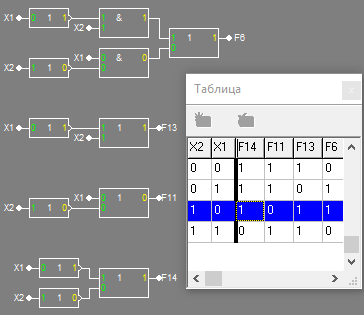 X1 0 1 1 1 & 1
X2 1
1 1 1 F6
0
X1 0 & 0
X2 1 1 0 0
X1 0 1 1 1 1 1 F13
X2 1
X1 0 1 0 F11
X2 1 1 0 0
X1 0 1 1
1 1 1 F14
0
X2 1 1 0
Таблица
X2 X1 F14 F11 F13 F6
0 0 1 1 1 0
0 1 1 1 0 1
1 0 1 0 1 1
1 1 0 1 1 0